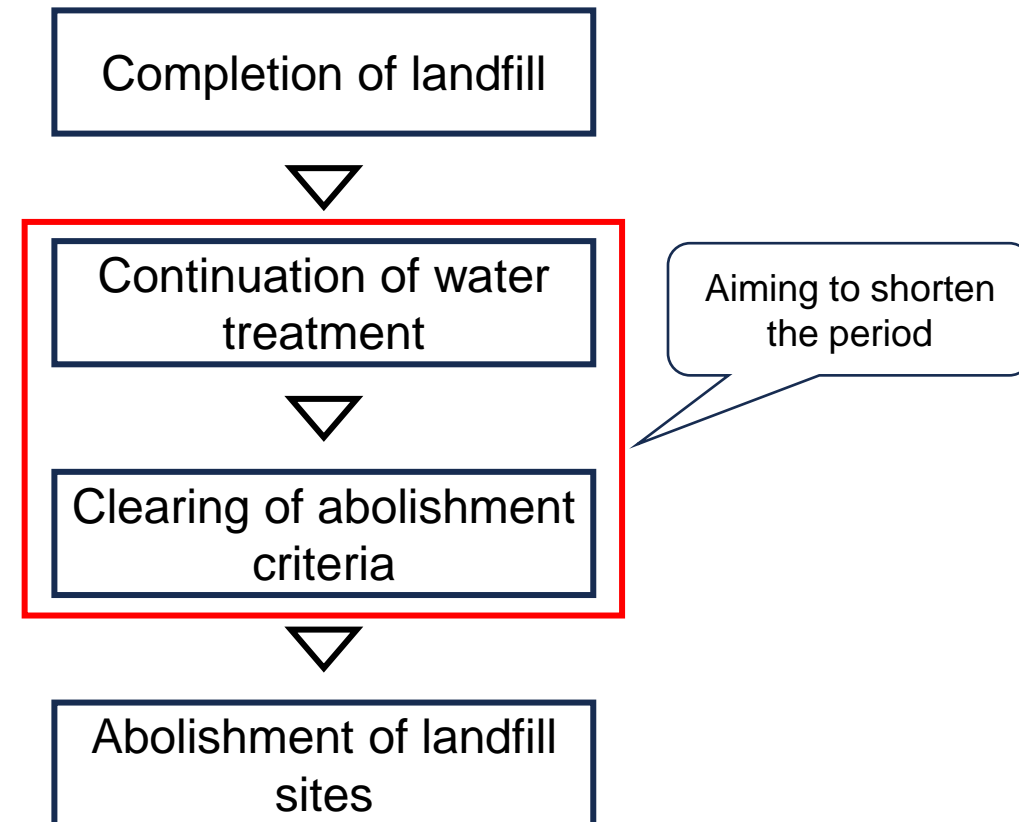 Completion of landfill
Continuation of water
treatment
Aiming to shorten
the period
Clearing of abolishment
criteria
Abolishment of landfill
sites